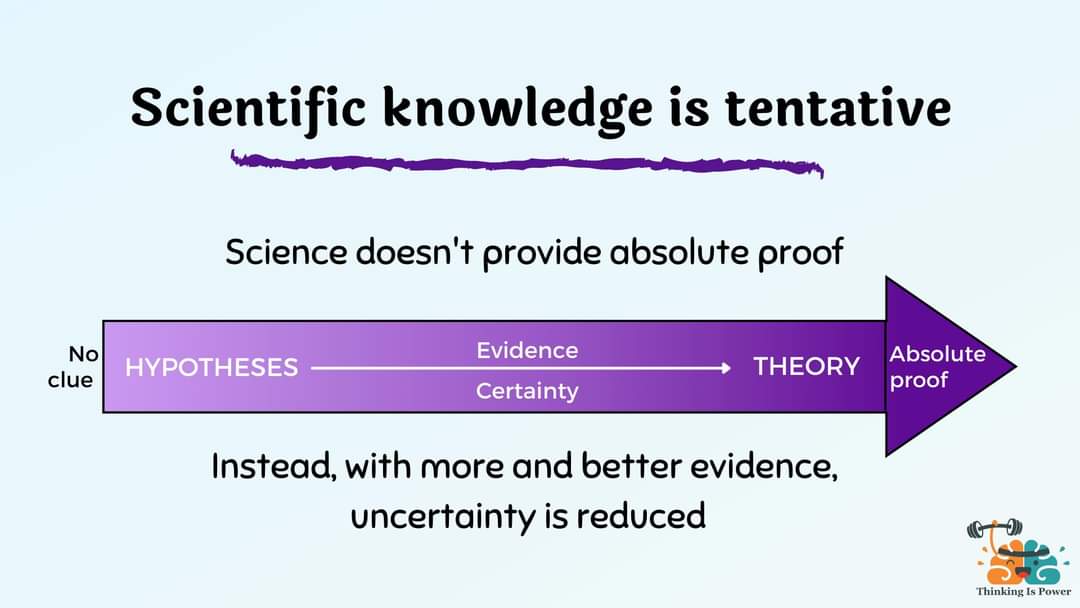 Scientific knowledge is tentative
Science doesn't provide absolute proof
No
clue
HYPOTHESES
Evidence
Certainty
THEORY
Absolute
proof
Instead, with more and better evidence,
uncertainty is reduced
Thinking Is Power